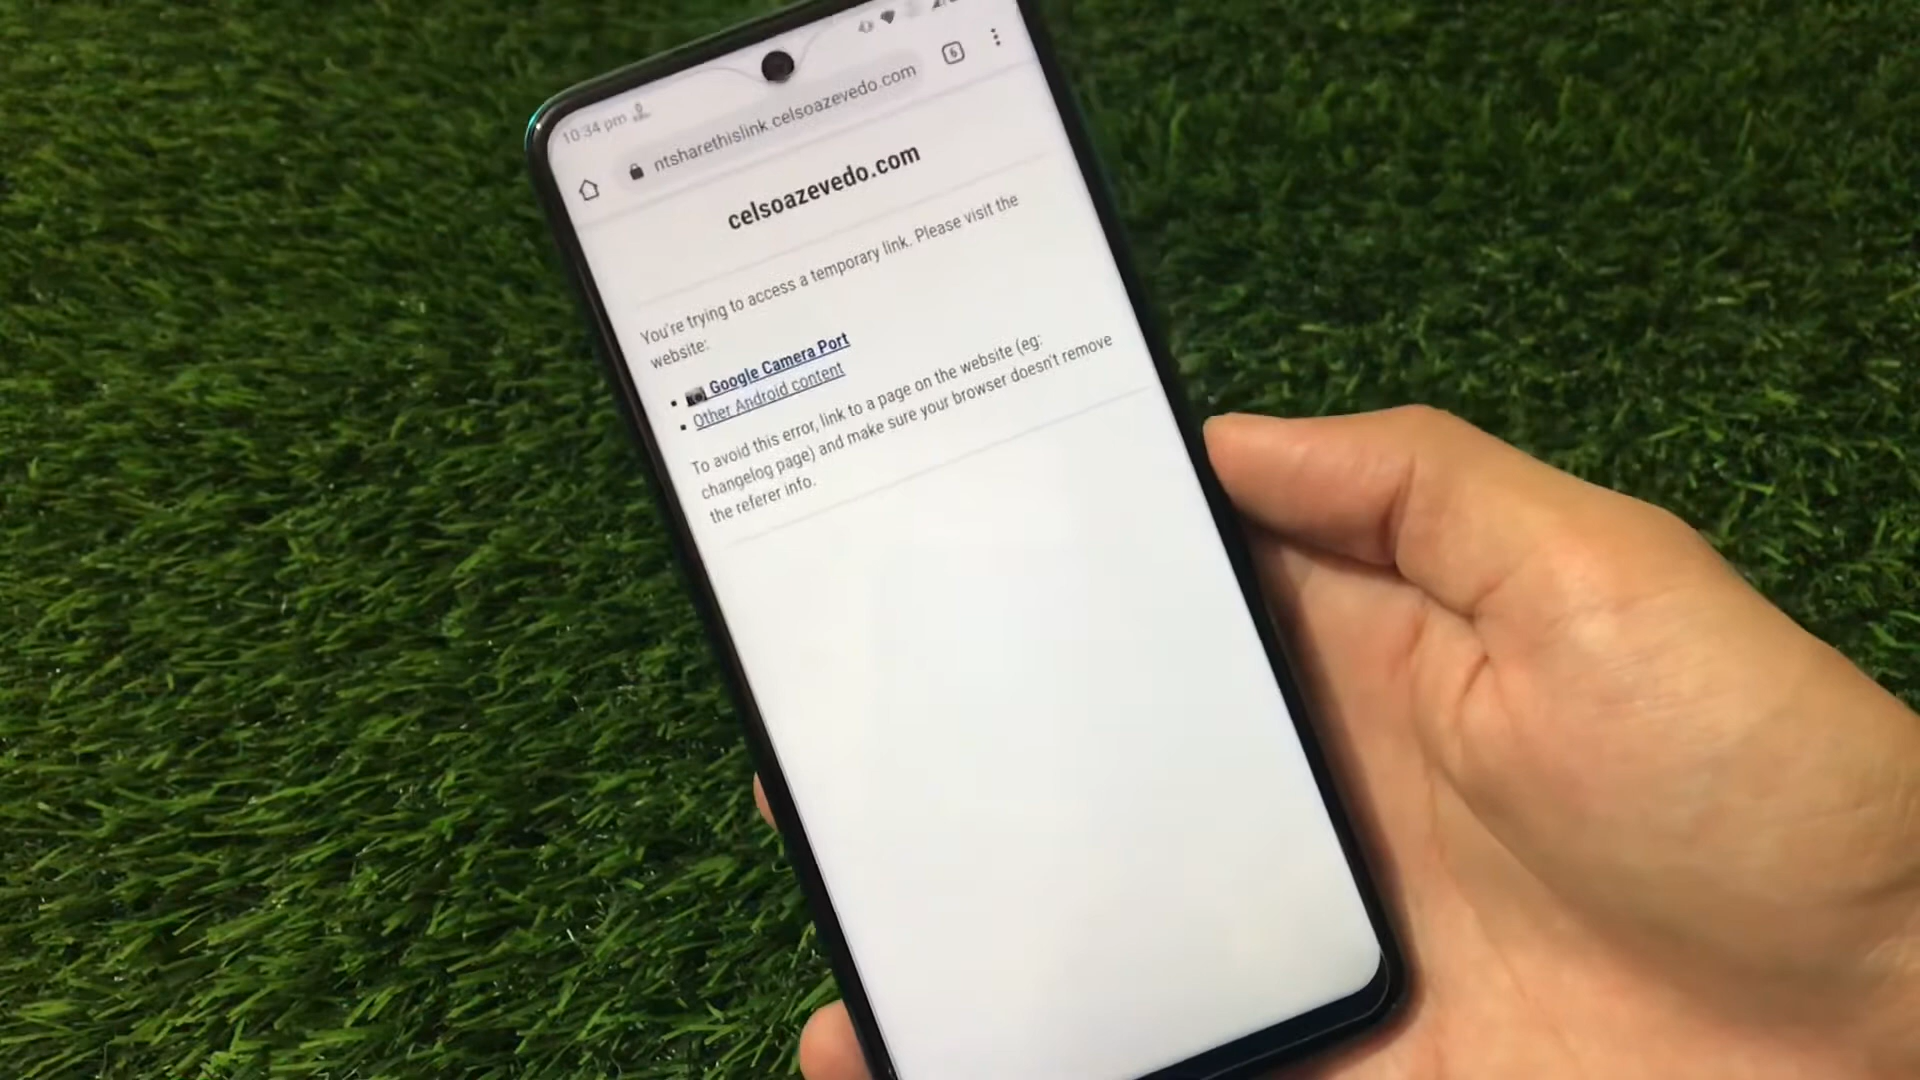 10:34 pm
ntsharethislink.celsoazevedo.com
6
celsoazevedo.com
You're trying to access a temporary link. Please visit the
website:
▪ Google Camera Port
▪ Other Android content
To avoid this error, link to a page on the website (eg:
changelog page) and make sure your browser doesn't remove
the referer info.